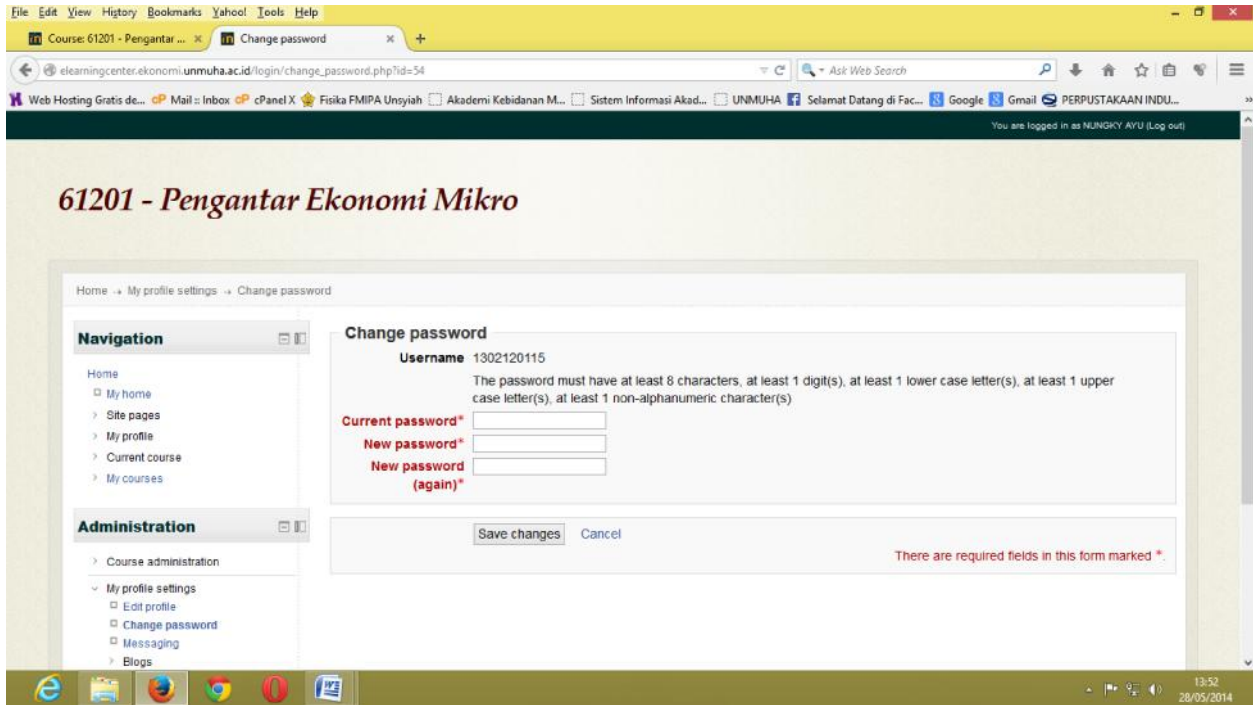 File Edit View History Bookmarks Yahoo! Tools Help
Course: 61201 - Pengantar ... × Change password × +
elearningcenter.ekonomi.unmuha.ac.id/login/change_password.php?id=54 Ask Web Search
Web Hosting Gratis de... cP Mail :: Inbox cP cPanel X Fisika FMIPA Unsyiah Akademi Kebidanan M... Sistem Informasi Akad... UNMUHA Selamat Datang di Fac... Google Gmail PERPUSTAKAAN INDU... »
You are logged in as NUNGKY AYU (Log out)
61201 - Pengantar Ekonomi Mikro
Home → My profile settings → Change password
Navigation
Home
My home
Site pages
My profile
Current course
My courses
Administration
Course administration
My profile settings
Edit profile
Change password
Messaging
Blogs
Change password
Username 1302120115
The password must have at least 8 characters, at least 1 digit(s), at least 1 lower case letter(s), at least 1 upper
case letter(s), at least 1 non-alphanumeric character(s)
Current password*
New password*
New password
(again)*
Save changes Cancel
There are required fields in this form marked *.
13:52
28/05/2014